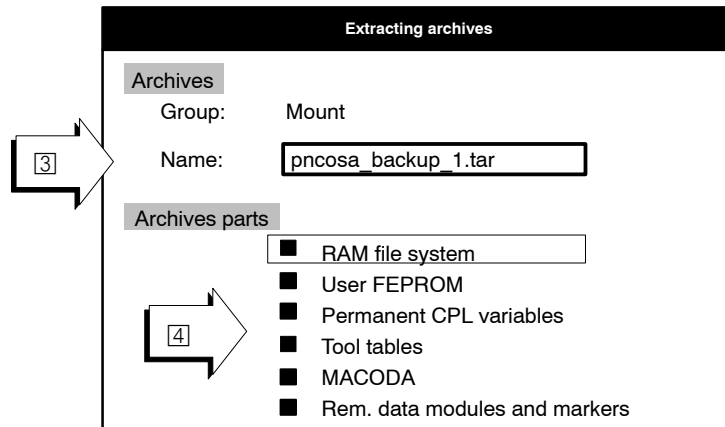 Extracting archives
Archives
Group: Mount
3
Name: pncosa_backup_1.tar
Archives parts
RAM file system
User FEPROM
Permanent CPL variables
4
Tool tables
MACODA
Rem. data modules and markers